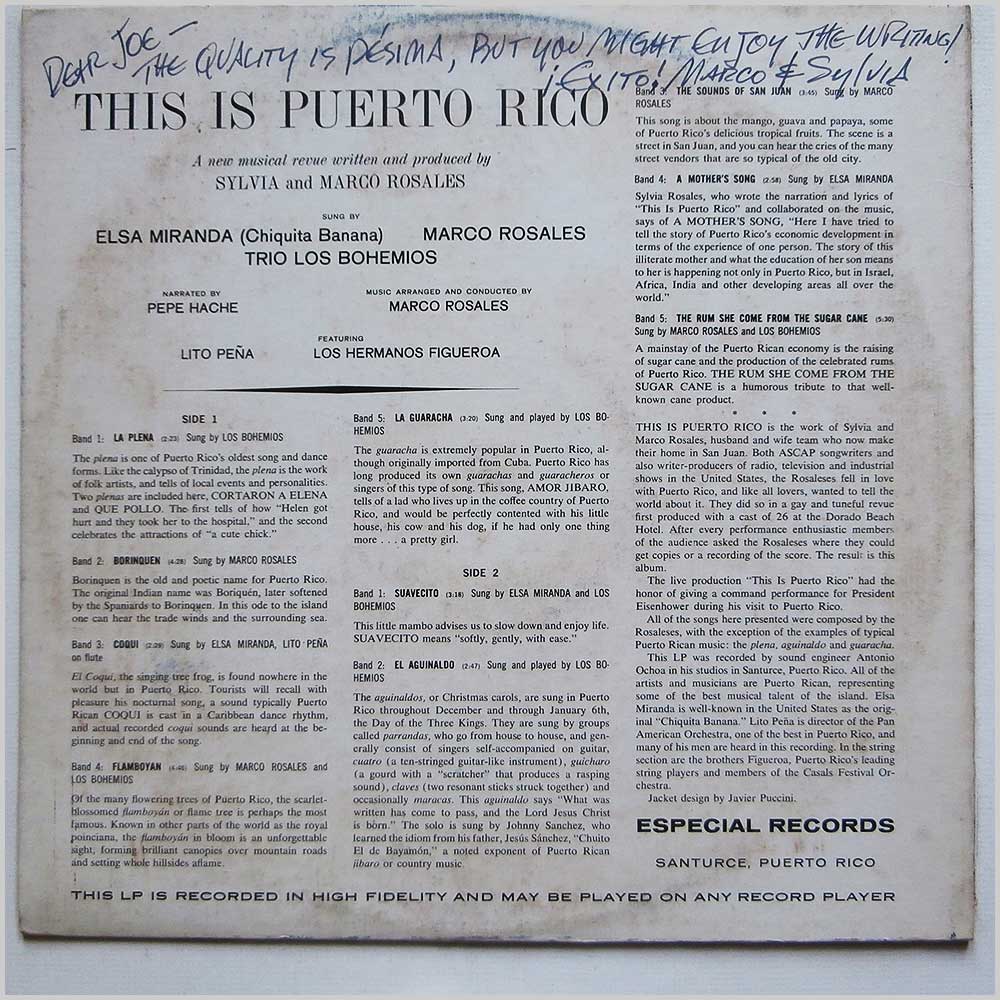 DEAR JOE-
THE QUALITY IS PÉSIMA, BUT YOU MIGHT ENJOY THE WRITING!
¡ÉXITO! MARCO & SYLVIA
THIS IS PUERTO RICO
A new musical revue written and produced by
SYLVIA and MARCO ROSALES
SUNG BY
ELSA MIRANDA (Chiquita Banana) MARCO ROSALES
TRIO LOS BOHEMIOS
NARRATED BY
PEPE HACHE
MUSIC ARRANGED AND CONDUCTED BY
MARCO ROSALES
FEATURING
LITO PEÑA LOS HERMANOS FIGUEROA
SIDE 1
Band 1: LA PLENA (2:23) Sung by LOS BOHEMIOS
The plena is one of Puerto Rico's oldest song and dance
forms. Like the calypso of Trinidad, the plena is the work
of folk artists, and tells of local events and personalities.
Two plenas are included here, CORTARON A ELENA
and QUE POLLO. The first tells of how "Helen got
hurt and they took her to the hospital," and the second
celebrates the attractions of "a cute chick."
Band 2: BORINQUEN (4:28) Sung by MARCO ROSALES
Borinquen is the old and poetic name for Puerto Rico.
The original Indian name was Boriquén, later softened
by the Spaniards to Borinquen. In this ode to the island
one can hear the trade winds and the surrounding sea.
Band 3: COQUI (2:29) Sung by ELSA MIRANDA, LITO PEÑA
on flute
El Coqui, the singing tree frog, is found nowhere in the
world but in Puerto Rico. Tourists will recall with
pleasure his nocturnal song, a sound typically Puerto
Rican COQUI is cast in a Caribbean dance rhythm,
and actual recorded coqui sounds are heard at the be-
ginning and end of the song.
Band 4: FLAMBOYAN (4:40) Sung by MARCO ROSALES and
LOS BOHEMIOS
Of the many flowering trees of Puerto Rico, the scarlet-
blossomed flamboyán or flame tree is perhaps the most
famous. Known in other parts of the world as the royal
poinciana, the flamboyán in bloom is an unforgettable
sight, forming brilliant canopies over mountain roads
and setting whole hillsides aflame.
Band 5: LA GUARACHA (3:20) Sung and played by LOS BO-
HEMIOS
The guaracha is extremely popular in Puerto Rico, al-
though originally imported from Cuba. Puerto Rico has
long produced its own guarachas and guaracheros or
singers of this type of song. This song, AMOR JIBARO,
tells of a lad who lives up in the coffee country of Puerto
Rico, and would be perfectly contented with his little
house, his cow and his dog, if he had only one thing
more . . . a pretty girl.
SIDE 2
Band 1: SUAVECITO (3:18) Sung by ELSA MIRANDA and LOS
BOHEMIOS
This little mambo advises us to slow down and enjoy life.
SUAVECITO means "softly, gently, with ease."
Band 2: EL AGUINALDO (2:47) Sung and played by LOS BO-
HEMIOS
The aguinaldos, or Christmas carols, are sung in Puerto
Rico throughout December and through January 6th,
the Day of the Three Kings. They are sung by groups
called parrandas, who go from house to house, and gen-
erally consist of singers self-accompanied on guitar,
cuatro (a ten-stringed guitar-like instrument), guicharo
(a gourd with a "scratcher" that produces a rasping
sound), claves (two resonant sticks struck together) and
occasionally maracas. This aguinaldo says "What was
written has come to pass, and the Lord Jesus Christ
is born." The solo is sung by Johnny Sanchez, who
learned the idiom from his father, Jesús Sánchez, "Chuito
El de Bayamón," a noted exponent of Puerto Rican
jibaro or country music.
Band 3: THE SOUNDS OF SAN JUAN (3:45) Sung by MARCO
ROSALES
This song is about the mango, guava and papaya, some
of Puerto Rico's delicious tropical fruits. The scene is a
street in San Juan, and you can hear the cries of the many
street vendors that are so typical of the old city.
Band 4: A MOTHER'S SONG (2:58) Sung by ELSA MIRANDA
Sylvia Rosales, who wrote the narration and lyrics of
"This Is Puerto Rico" and collaborated on the music,
says of A MOTHER'S SONG, "Here I have tried to
tell the story of Puerto Rico's economic development in
terms of the experience of one person. The story of this
illiterate mother and what the education of her son means
to her is happening not only in Puerto Rico, but in Israel,
Africa, India and other developing areas all over the
world."
Band 5: THE RUM SHE COME FROM THE SUGAR CANE (5:30)
Sung by MARCO ROSALES and LOS BOHEMIOS
A mainstay of the Puerto Rican economy is the raising
of sugar cane and the production of the celebrated rums
of Puerto Rico. THE RUM SHE COME FROM THE
SUGAR CANE is a humorous tribute to that well-
known cane product.
* * *
THIS IS PUERTO RICO is the work of Sylvia and
Marco Rosales, husband and wife team who now make
their home in San Juan. Both ASCAP songwriters and
also writer-producers of radio, television and industrial
shows in the United States, the Rosaleses fell in love
with Puerto Rico, and like all lovers, wanted to tell the
world about it. They did so in a gay and tuneful revue
first produced with a cast of 26 at the Dorado Beach
Hotel. After every performance enthusiastic members
of the audience asked the Rosaleses where they could
get copies or a recording of the score. The result is this
album.
The live production "This Is Puerto Rico" had the
honor of giving a command performance for President
Eisenhower during his visit to Puerto Rico.
All of the songs here presented were composed by the
Rosaleses, with the exception of the examples of typical
Puerto Rican music: the plena, aguinaldo and guaracha.
This LP was recorded by sound engineer Antonio
Ochoa in his studios in Santurce, Puerto Rico. All of the
artists and musicians are Puerto Rican, representing
some of the best musical talent of the island. Elsa
Miranda is well-known in the United States as the orig-
inal "Chiquita Banana." Lito Peña is director of the Pan
American Orchestra, one of the best in Puerto Rico, and
many of his men are heard in this recording. In the string
section are the brothers Figueroa, Puerto Rico's leading
string players and members of the Casals Festival Or-
chestra.
Jacket design by Javier Puccini.
ESPECIAL RECORDS
SANTURCE, PUERTO RICO
THIS LP IS RECORDED IN HIGH FIDELITY AND MAY BE PLAYED ON ANY RECORD PLAYER